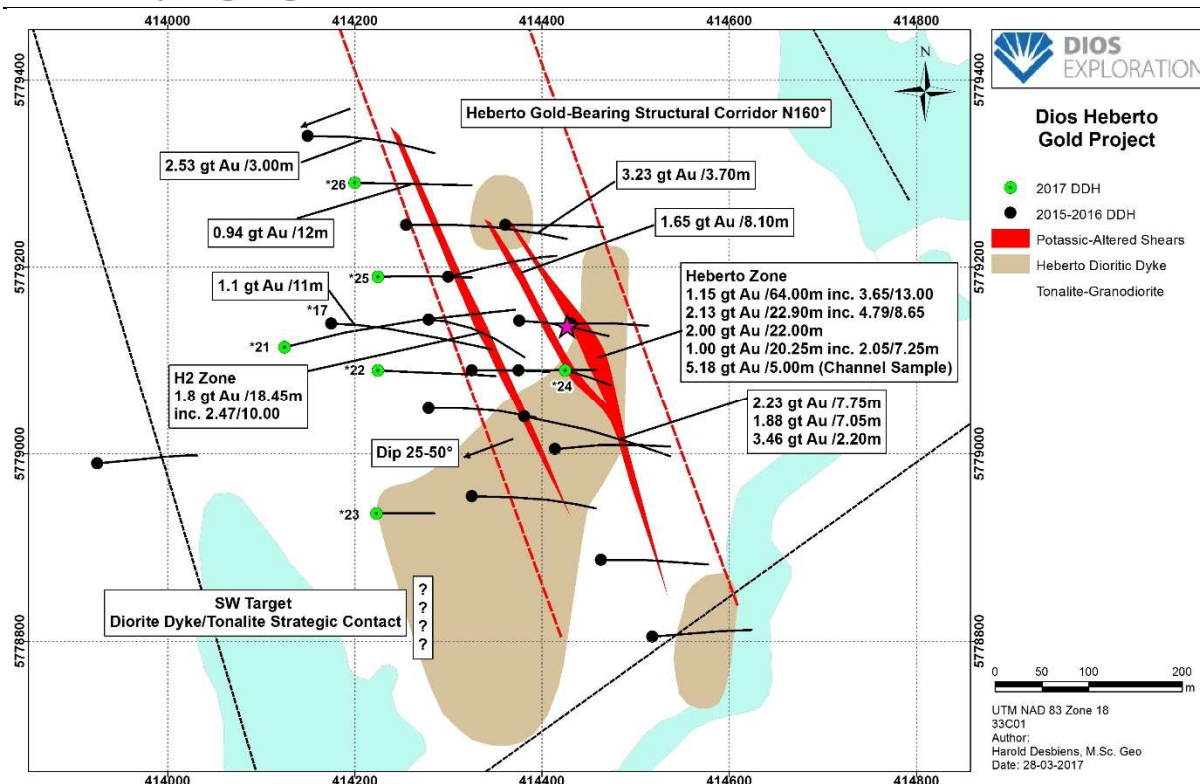 414000 414200 414400 414600 414800
5779400
5779200
5779000
5778800
Heberto Gold-Bearing Structural Corridor N160°
N
2.53 gt Au /3.00m
*26
3.23 gt Au /3.70m
0.94 gt Au /12m
1.65 gt Au /8.10m
*25
1.1 gt Au /11m
*17
*21
*22
*24
Heberto Zone
1.15 gt Au /64.00m inc. 3.65/13.00
2.13 gt Au /22.90m inc. 4.79/8.65
2.00 gt Au /22.00m
1.00 gt Au /20.25m inc. 2.05/7.25m
5.18 gt Au /5.00m (Channel Sample)
H2 Zone
1.8 gt Au /18.45m
inc. 2.47/10.00
2.23 gt Au /7.75m
1.88 gt Au /7.05m
3.46 gt Au /2.20m
Dip 25-50°
*23
SW Target
Diorite Dyke/Tonalite Strategic Contact
?
?
?
?
414000 414200 414400 414600 414800
5779400
5779200
5779000
5778800
DIOS
EXPLORATION
Dios Heberto
Gold Project
2017 DDH
2015-2016 DDH
Potassic-Altered Shears
Heberto Dioritic Dyke
Tonalite-Granodiorite
0 50 100 200
m
UTM NAD 83 Zone 18
33C01
Author:
Harold Desbiens, M.Sc. Geo
Date: 28-03-2017